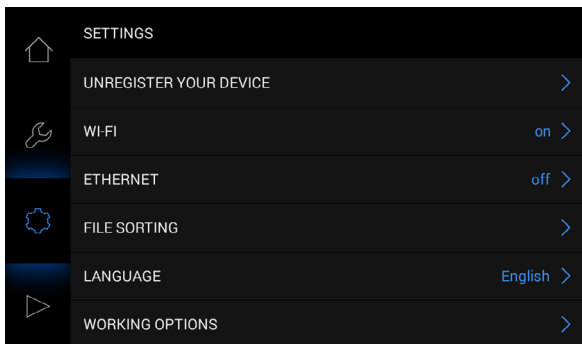 SETTINGS
UNREGISTER YOUR DEVICE
WI-FI on
ETHERNET off
FILE SORTING
LANGUAGE English
WORKING OPTIONS